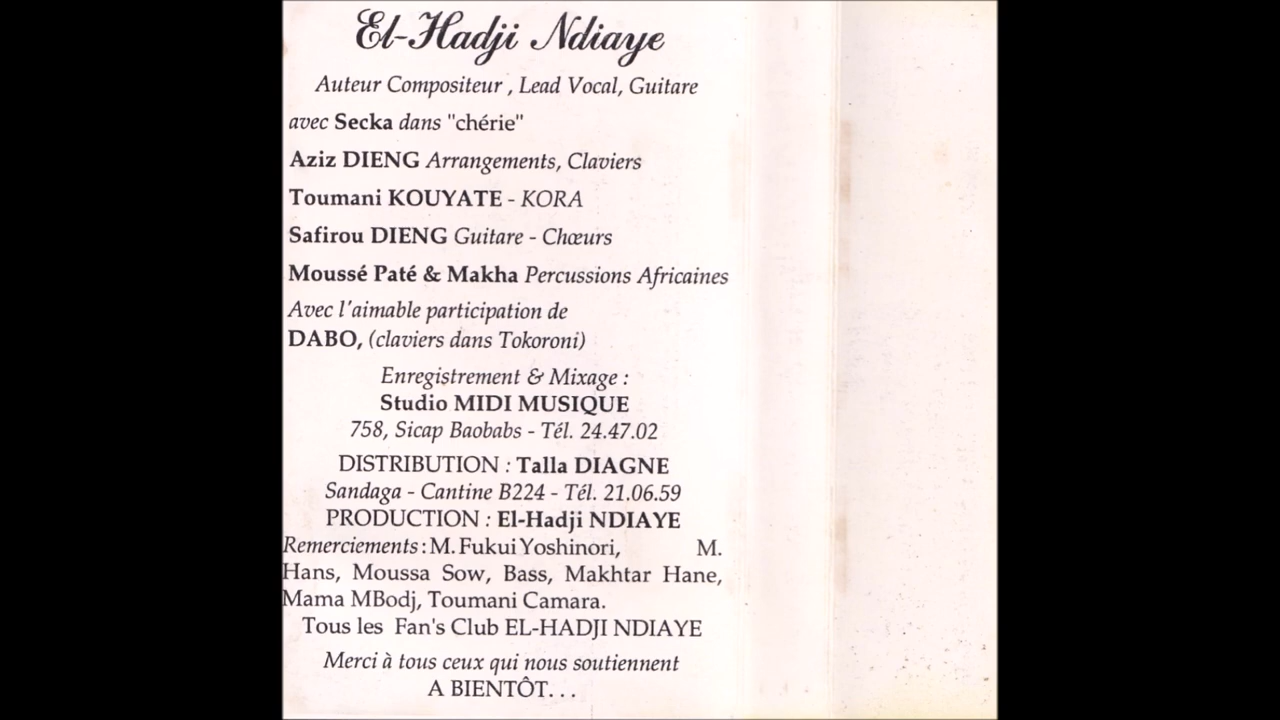 El-Hadji Ndiaye
Auteur Compositeur , Lead Vocal, Guitare
avec Secka dans "chérie"
Aziz DIENG Arrangements, Claviers
Toumani KOUYATE - KORA
Safirou DIENG Guitare - Chœurs
Moussé Paté & Makha Percussions Africaines
Avec l'aimable participation de
DABO, (claviers dans Tokoroni)
Enregistrement & Mixage :
Studio MIDI MUSIQUE
758, Sicap Baobabs - Tél. 24.47.02
DISTRIBUTION : Talla DIAGNE
Sandaga - Cantine B224 - Tél. 21.06.59
PRODUCTION : El-Hadji NDIAYE
Remerciements : M. Fukui Yoshinori, M.
Hans, Moussa Sow, Bass, Makhtar Hane,
Mama MBodj, Toumani Camara.
Tous les Fan's Club EL-HADJI NDIAYE
Merci à tous ceux qui nous soutiennent
A BIENTÔT. . .